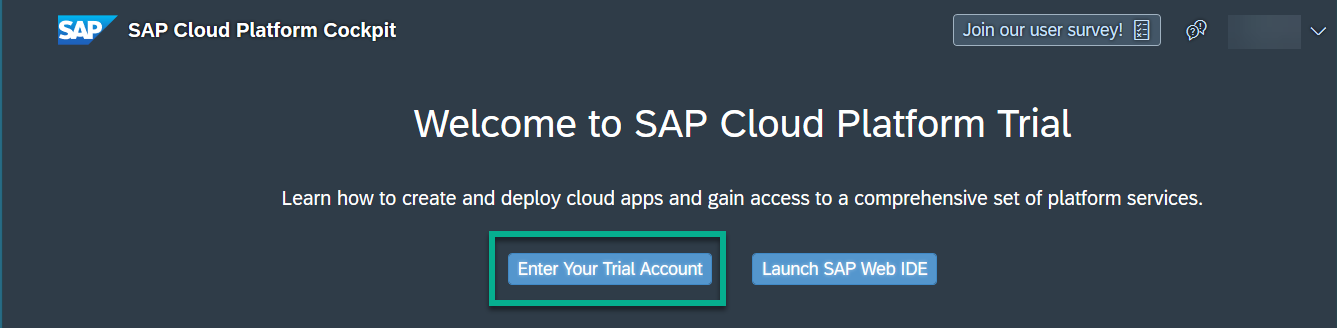 SAP SAP Cloud Platform Cockpit Join our user survey!
Welcome to SAP Cloud Platform Trial
Learn how to create and deploy cloud apps and gain access to a comprehensive set of platform services.
Enter Your Trial Account Launch SAP Web IDE